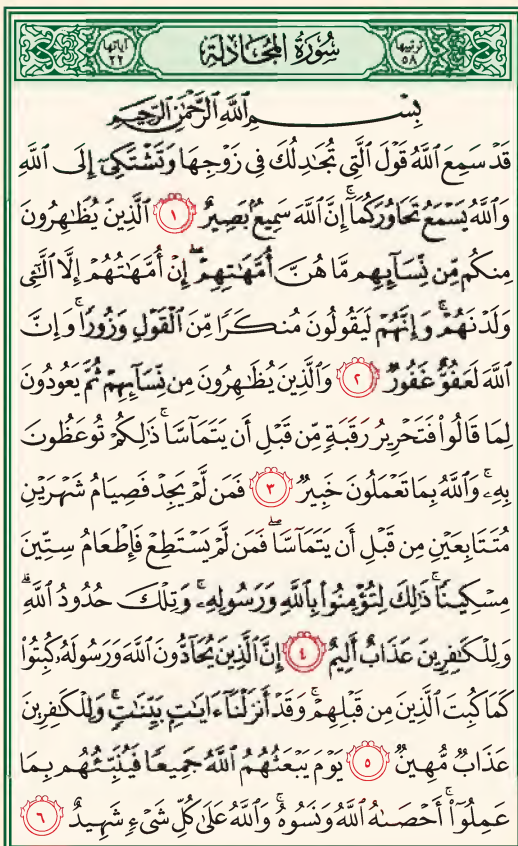 ترتيبها ٥٨ سُورَةُ المُجَادلَةِ آياتها ٢٢
بِسْمِ ٱللَّهِ ٱلرَّحْمَٰنِ ٱلرَّحِيمِ
قَدْ سَمِعَ ٱللَّهُ قَوْلَ ٱلَّتِى تُجَٰدِلُكَ فِى زَوْجِهَا وَتَشْتَكِىٓ إِلَى ٱللَّهِ
وَٱللَّهُ يَسْمَعُ تَحَاوُرَكُمَآ ۚ إِنَّ ٱللَّهَ سَمِيعٌۢ بَصِيرٌ ١ ٱلَّذِينَ يُظَٰهِرُونَ
مِنكُم مِّن نِّسَآئِهِم مَّا هُنَّ أُمَّهَٰتِهِمْ ۖ إِنْ أُمَّهَٰتُهُمْ إِلَّا ٱلَّٰٓـِٔى
وَلَدْنَهُمْ ۚ وَإِنَّهُمْ لَيَقُولُونَ مُنكَرًا مِّنَ ٱلْقَوْلِ وَزُورًا ۚ وَإِنَّ
ٱللَّهَ لَعَفُوٌّ غَفُورٌ ٢ وَٱلَّذِينَ يُظَٰهِرُونَ مِن نِّسَآئِهِمْ ثُمَّ يَعُودُونَ
لِمَا قَالُوا۟ فَتَحْرِيرُ رَقَبَةٍ مِّن قَبْلِ أَن يَتَمَآسَّا ۚ ذَٰلِكُمْ تُوعَظُونَ
بِهِۦ ۚ وَٱللَّهُ بِمَا تَعْمَلُونَ خَبِيرٌ ٣ فَمَن لَّمْ يَجِدْ فَصِيَامُ شَهْرَيْنِ
مُتَتَابِعَيْنِ مِن قَبْلِ أَن يَتَمَآسَّا ۖ فَمَن لَّمْ يَسْتَطِعْ فَإِطْعَامُ سِتِّينَ
مِسْكِينًا ۚ ذَٰلِكَ لِتُؤْمِنُوا۟ بِٱللَّهِ وَرَسُولِهِۦ ۚ وَتِلْكَ حُدُودُ ٱللَّهِ ۗ
وَلِلْكَٰفِرِينَ عَذَابٌ أَلِيمٌ ٤ إِنَّ ٱلَّذِينَ يُحَآدُّونَ ٱللَّهَ وَرَسُولَهُۥ كُبِتُوا۟
كَمَا كُبِتَ ٱلَّذِينَ مِن قَبْلِهِمْ ۚ وَقَدْ أَنزَلْنَآ ءَايَٰتٍۭ بَيِّنَٰتٍ ۚ وَلِلْكَٰفِرِينَ
عَذَابٌ مُّهِينٌ ٥ يَوْمَ يَبْعَثُهُمُ ٱللَّهُ جَمِيعًا فَيُنَبِّئُهُم بِمَا
عَمِلُوٓا۟ ۚ أَحْصَىٰهُ ٱللَّهُ وَنَسُوهُ ۚ وَٱللَّهُ عَلَىٰ كُلِّ شَىْءٍ شَهِيدٌ ٦